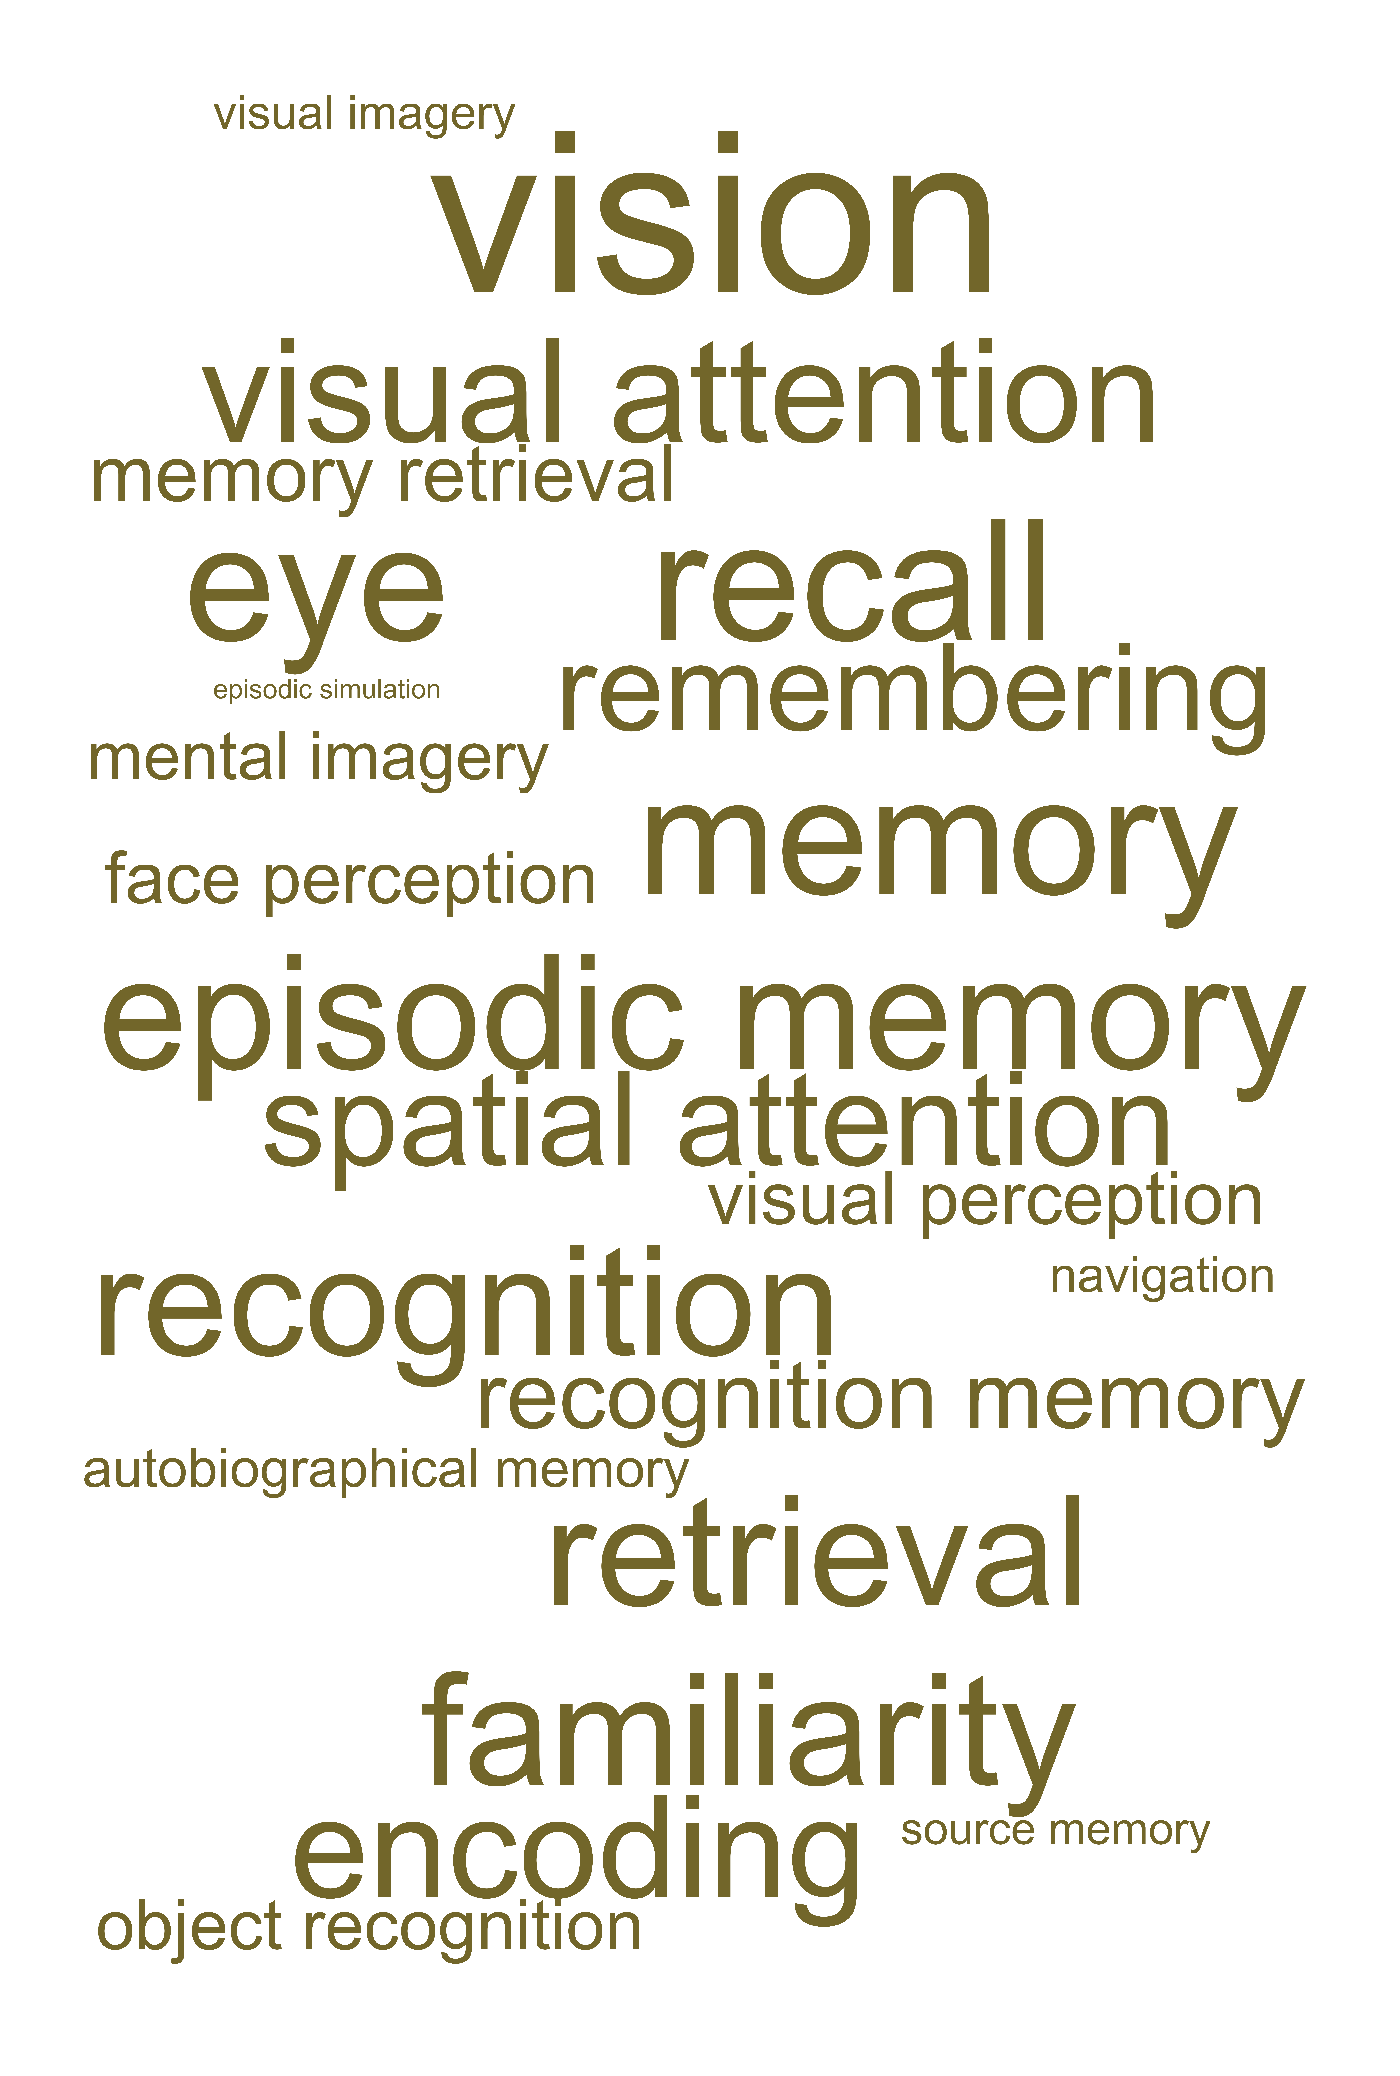 visual imagery
vision
visual attention
memory retrieval
eye recall
remembering
episodic simulation
mental imagery
memory
face perception
episodic memory
spatial attention
visual perception
recognition
navigation
recognition memory
autobiographical memory
retrieval
familiarity
encoding
source memory
object recognition